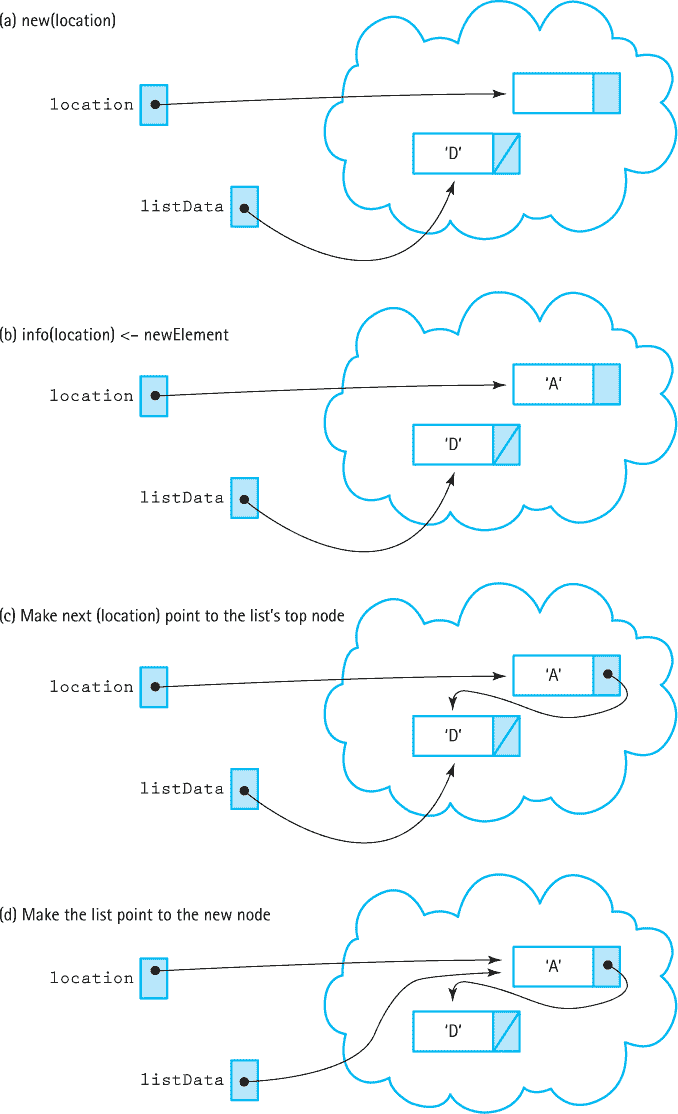 (a) new(location)
location
'D'
listData
(b) info(location) <– newElement
location
'A'
'D'
listData
(c) Make next (location) point to the list's top node
location
'A'
'D'
listData
(d) Make the list point to the new node
location
'A'
'D'
listData